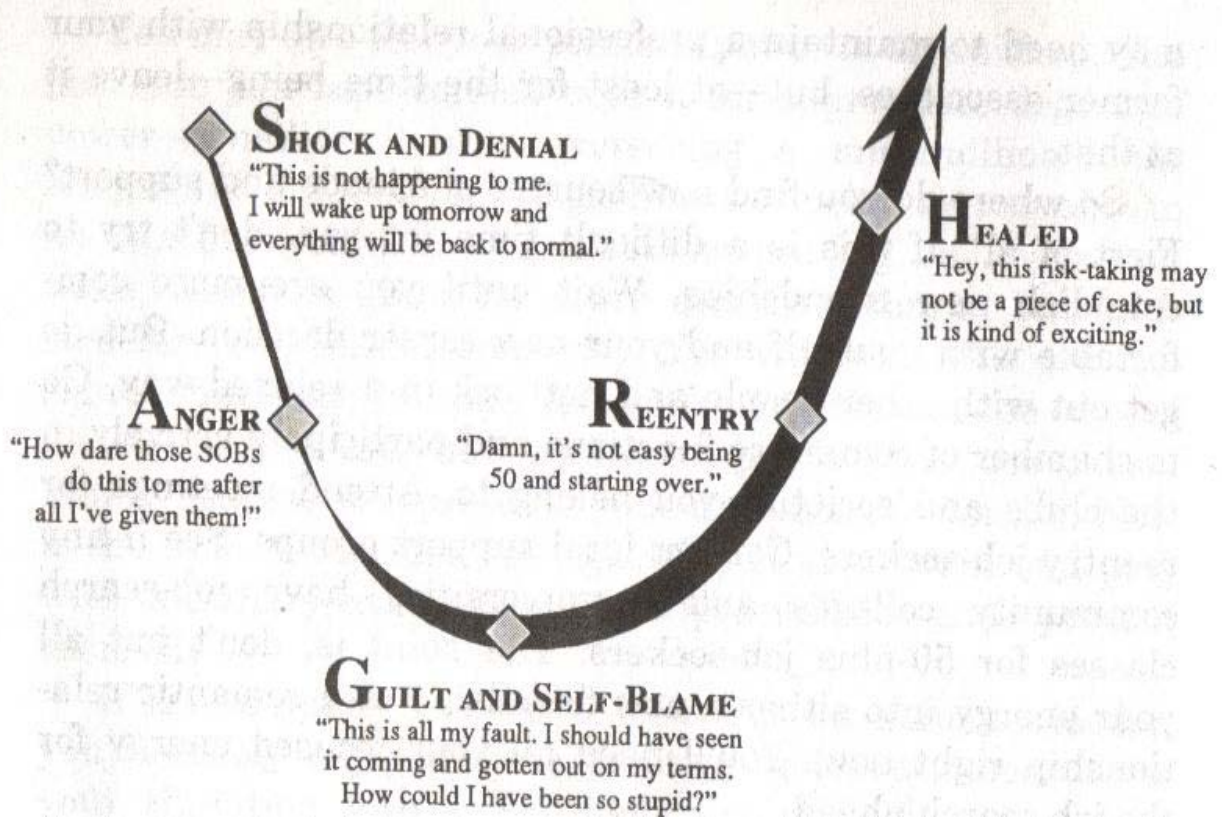 SHOCK AND DENIAL
“This is not happening to me.
I will wake up tomorrow and
everything will be back to normal.”
ANGER
“How dare those SOBs
do this to me after
all I’ve given them!”
GUILT AND SELF-BLAME
“This is all my fault. I should have seen
it coming and gotten out on my terms.
How could I have been so stupid?”
REENTRY
“Damn, it’s not easy being
50 and starting over.”
HEALED
“Hey, this risk-taking may
not be a piece of cake, but
it is kind of exciting.”